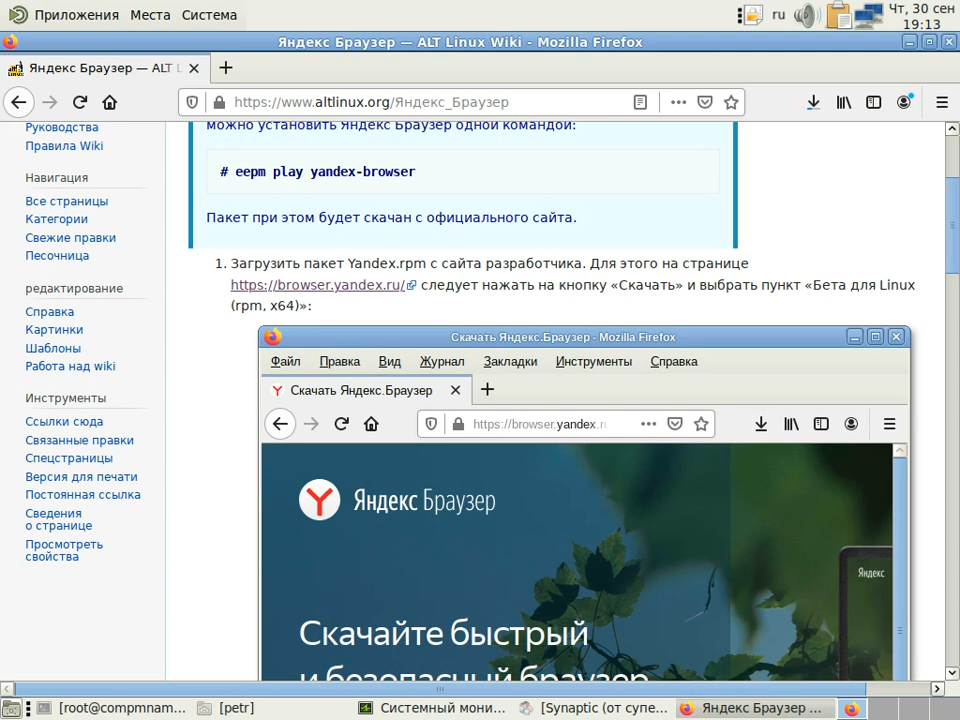 Приложения Места Система
ru
Чт, 30 сен
19:13
Яндекс Браузер — ALT Linux Wiki - Mozilla Firefox
Яндекс Браузер — ALT L
https://www.altlinux.org/Яндекс_Браузер
Руководства
Правила Wiki
Навигация
Все страницы
Категории
Свежие правки
Песочница
редактирование
Справка
Картинки
Шаблоны
Работа над wiki
Инструменты
Ссылки сюда
Связанные правки
Спецстраницы
Версия для печати
Постоянная ссылка
Сведения
о странице
Просмотреть
свойства
можно установить Яндекс Браузер одной командой:
# eepm play yandex-browser
Пакет при этом будет скачан с официального сайта.
1. Загрузить пакет Yandex.rpm с сайта разработчика. Для этого на странице
https://browser.yandex.ru/ следует нажать на кнопку «Скачать» и выбрать пункт «Бета для Linux
(rpm, x64)»:
Скачать Яндекс.Браузер - Mozilla Firefox
Файл Правка Вид Журнал Закладки Инструменты Справка
Скачать Яндекс.Браузер
https://browser.yandex.ru
Яндекс Браузер
Яндекс
Скачайте быстрый
и безопасный браузер
[root@compmnam... [petr] Системный мони... [Synaptic (от супе... Яндекс Браузер ...